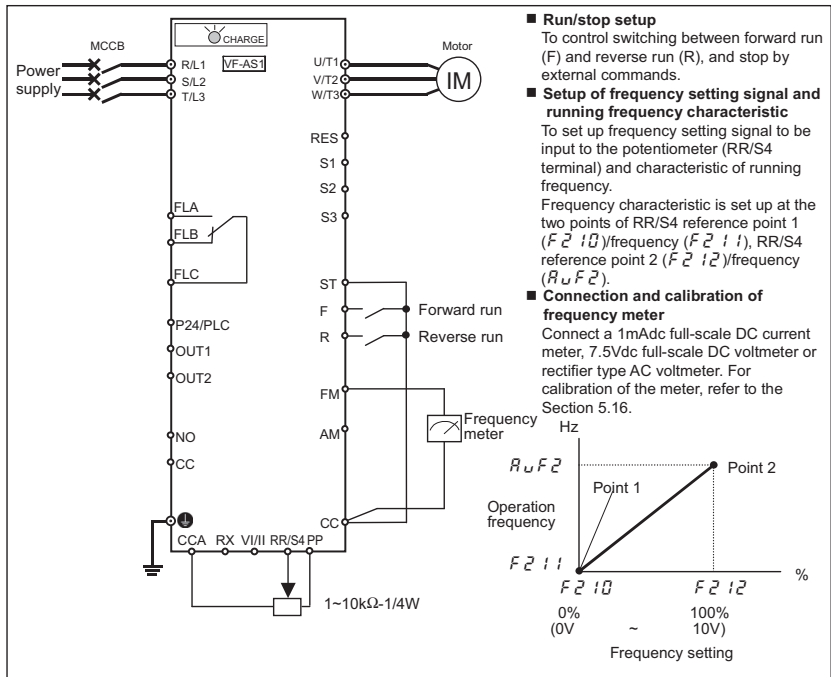 CHARGE
MCCB
Power
supply
R/L1
S/L2
T/L3
VF-AS1
U/T1
V/T2
W/T3
Motor
IM
RES
S1
S2
S3
FLA
FLB
FLC
ST
F
R
Forward run
Reverse run
P24/PLC
OUT1
OUT2
FM
AM
Frequency
meter
NO
CC
CC
CCA RX VI/II RR/S4 PP
1~10kΩ-1/4W
■ Run/stop setup
To control switching between forward run
(F) and reverse run (R), and stop by
external commands.
■ Setup of frequency setting signal and
running frequency characteristic
To set up frequency setting signal to be
input to the potentiometer (RR/S4
terminal) and characteristic of running
frequency.
Frequency characteristic is set up at the
two points of RR/S4 reference point 1
(F210)/frequency (F211), RR/S4
reference point 2 (F212)/frequency
(AuF2).
■ Connection and calibration of
frequency meter
Connect a 1mAdc full-scale DC current
meter, 7.5Vdc full-scale DC voltmeter or
rectifier type AC voltmeter. For
calibration of the meter, refer to the
Section 5.16.
Hz
AuF2
Point 2
Point 1
Operation
frequency
F211
%
F210 F212
0% 100%
(0V ~ 10V)
Frequency setting